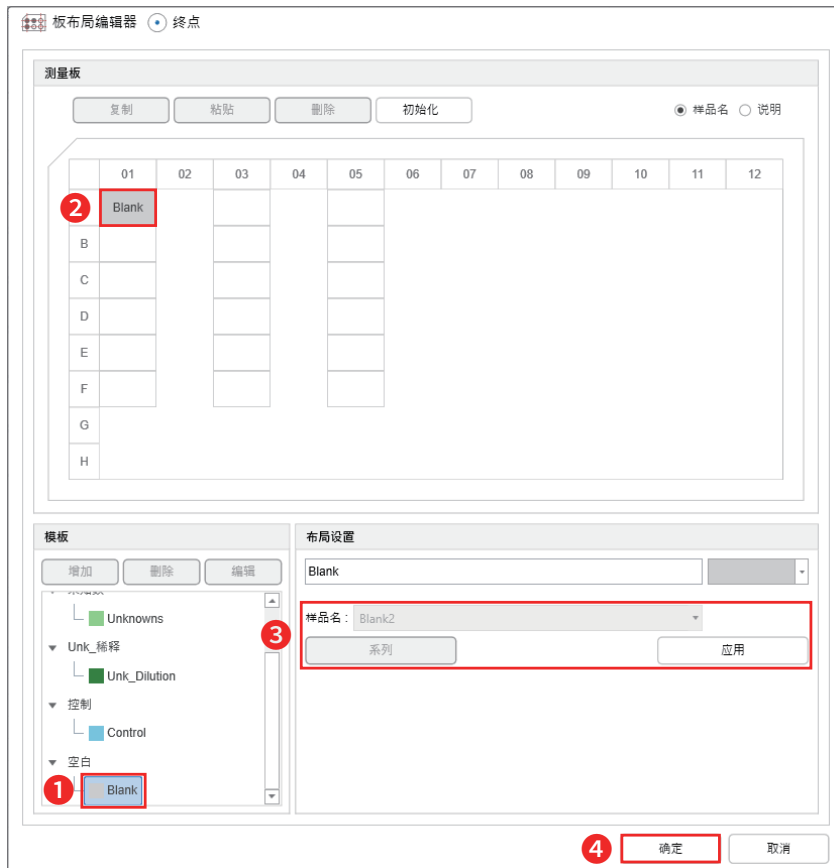 板布局编辑器 终点
测量板
复制 粘贴 删除 初始化 样品名 说明
01 02 03 04 05 06 07 08 09 10 11 12
2 Blank
B
C
D
E
F
G
H
模板
增加 删除 编辑
Unknowns
Unk_稀释
Unk_Dilution
控制
Control
空白
1 Blank
布局设置
Blank
3 样品名： Blank2
系列 应用
4 确定 取消